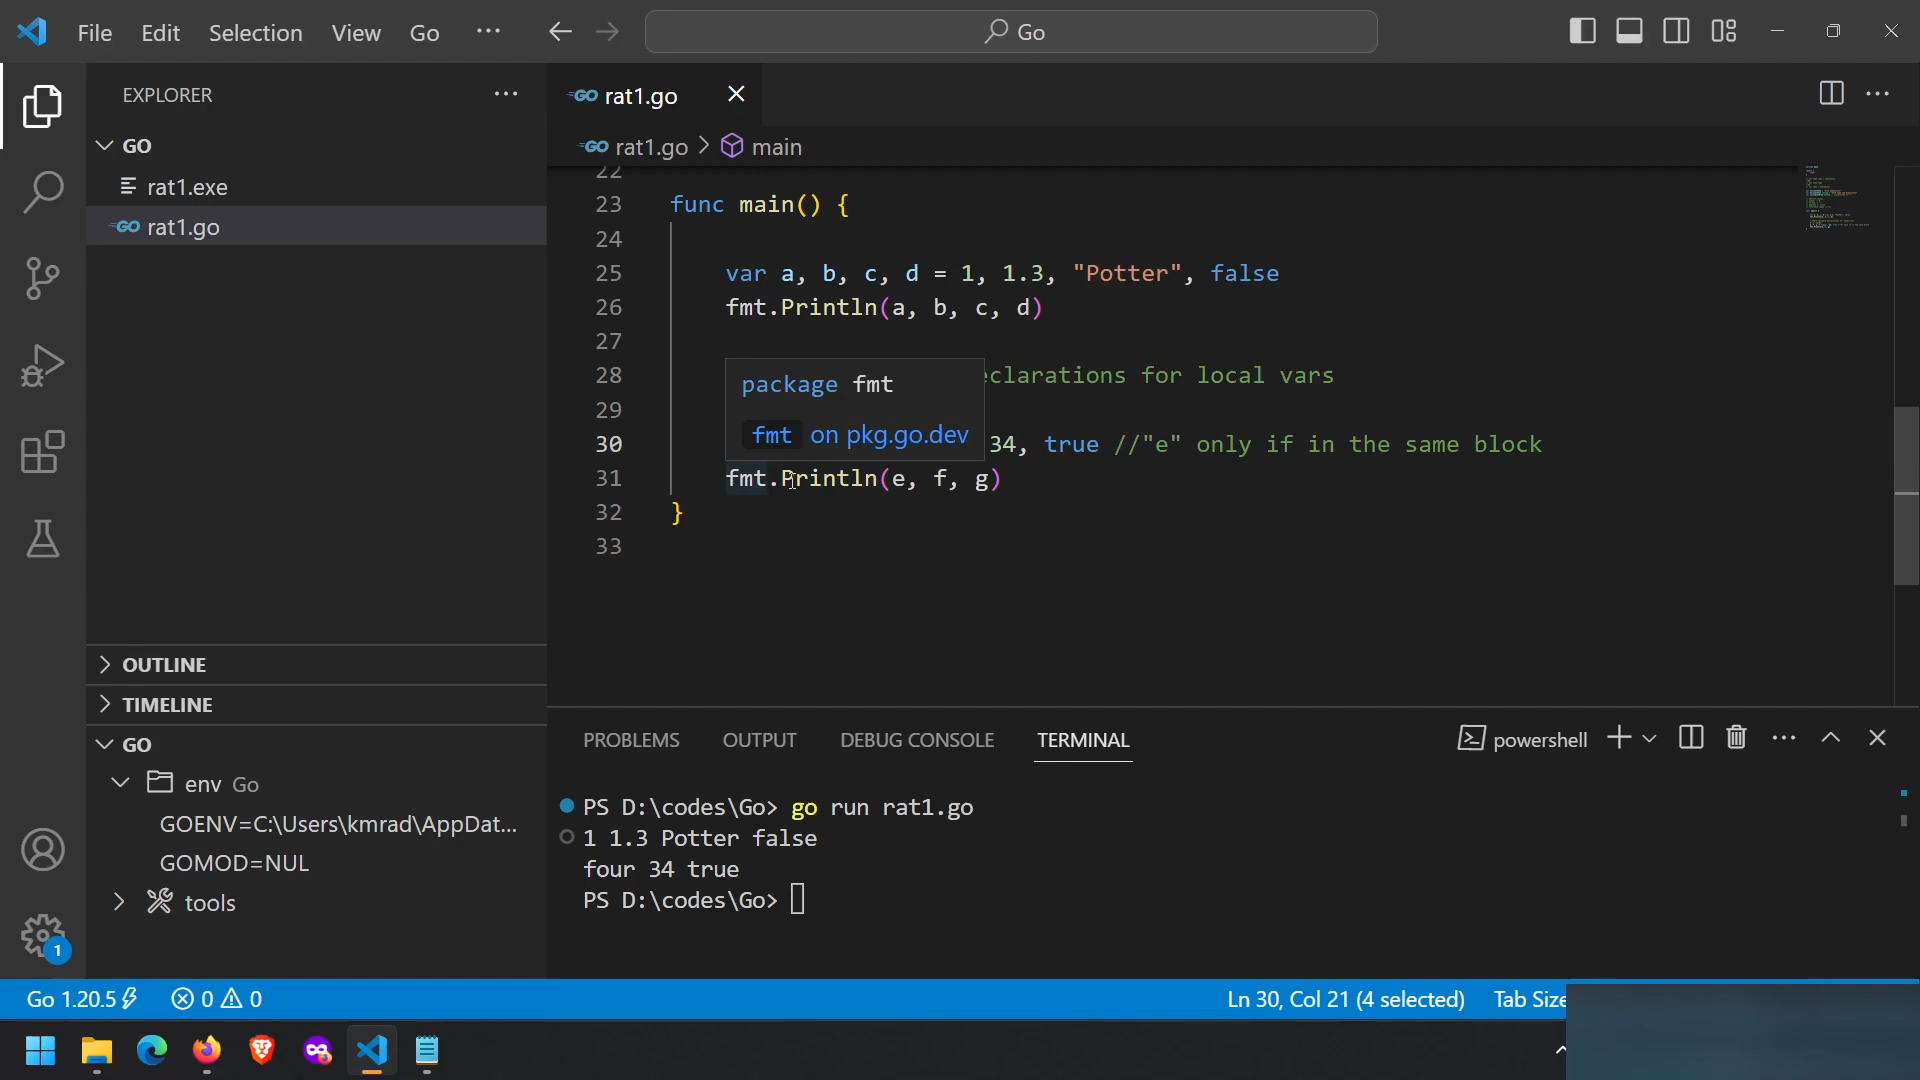 File Edit Selection View Go ··· Go
EXPLORER
GO
rat1.exe
rat1.go
OUTLINE
TIMELINE
GO
env Go
GOENV=C:\Users\kmrad\AppDat...
GOMOD=NUL
tools
GO rat1.go
GO rat1.go > main
22
23 func main() {
24
25 var a, b, c, d = 1, 1.3, "Potter", false
26 fmt.Println(a, b, c, d)
27
28 eclarations for local vars
29
30 34, true //"e" only if in the same block
31 fmt.Println(e, f, g)
32 }
33
package fmt
fmt on pkg.go.dev
PROBLEMS OUTPUT DEBUG CONSOLE TERMINAL powershell
PS D:\codes\Go> go run rat1.go
1 1.3 Potter false
four 34 true
PS D:\codes\Go>
1
Go 1.20.5 0 0 Ln 30, Col 21 (4 selected) Tab Size